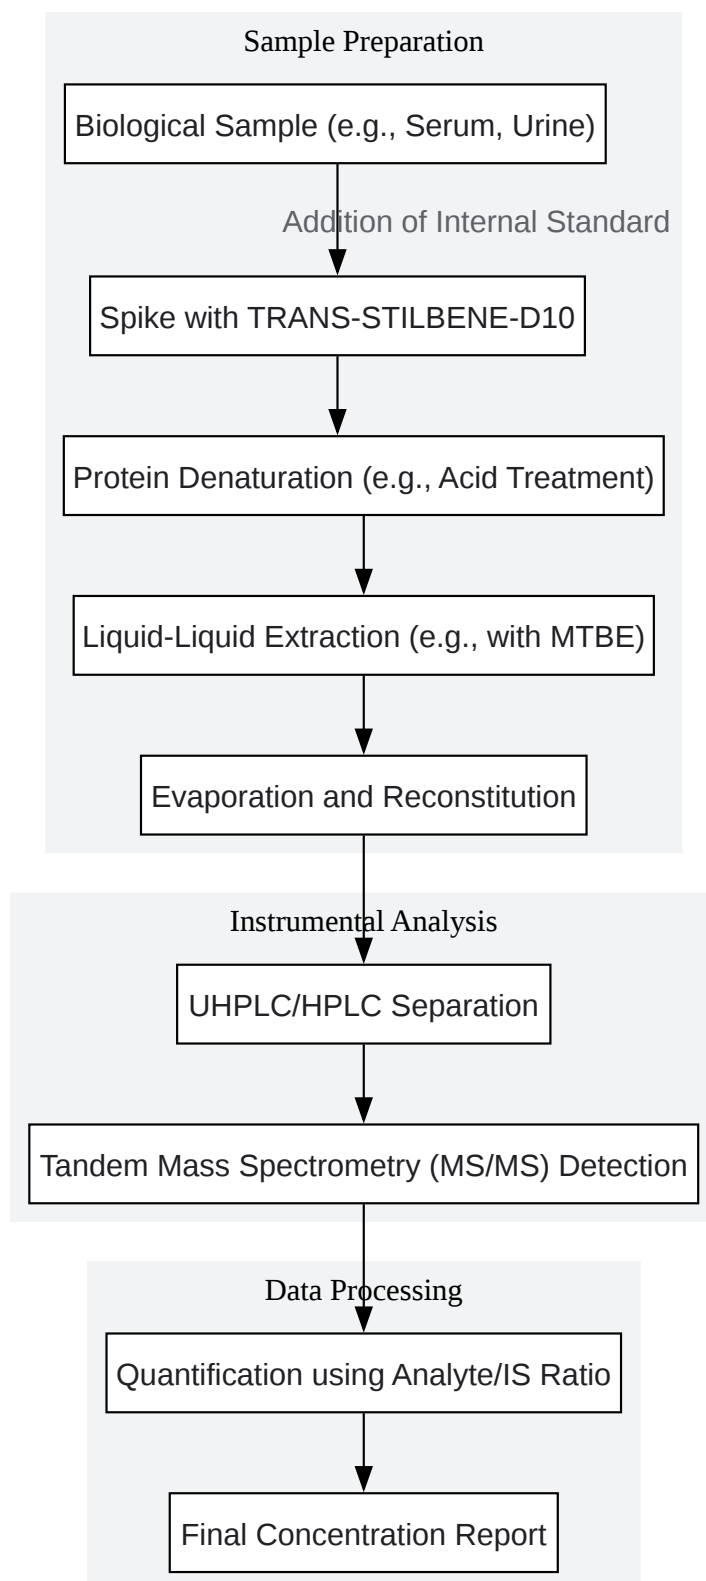 Sample Preparation
Biological Sample (e.g., Serum, Urine)
Addition of Internal Standard
Spike with TRANS-STILBENE-D10
Protein Denaturation (e.g., Acid Treatment)
Liquid-Liquid Extraction (e.g., with MTBE)
Evaporation and Reconstitution
Instrumental Analysis
UHPLC/HPLC Separation
Tandem Mass Spectrometry (MS/MS) Detection
Data Processing
Quantification using Analyte/IS Ratio
Final Concentration Report